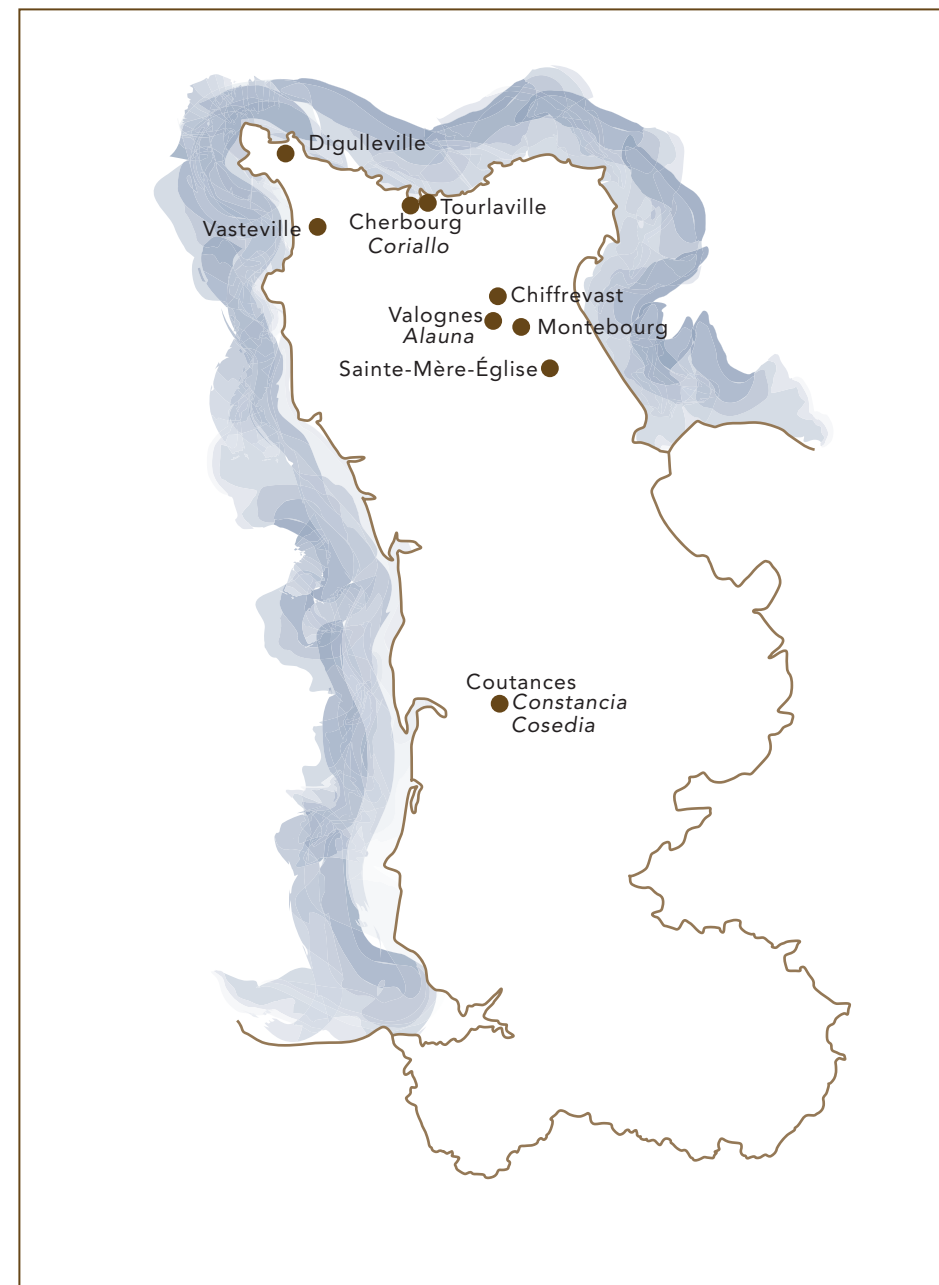 Digulleville
Tourlaville
Cherbourg
Coriallo
Vasteville
Chiffrevast
Valognes
Alauna
Montebourg
Sainte-Mère-Église
Coutances
Constancia
Cosedia